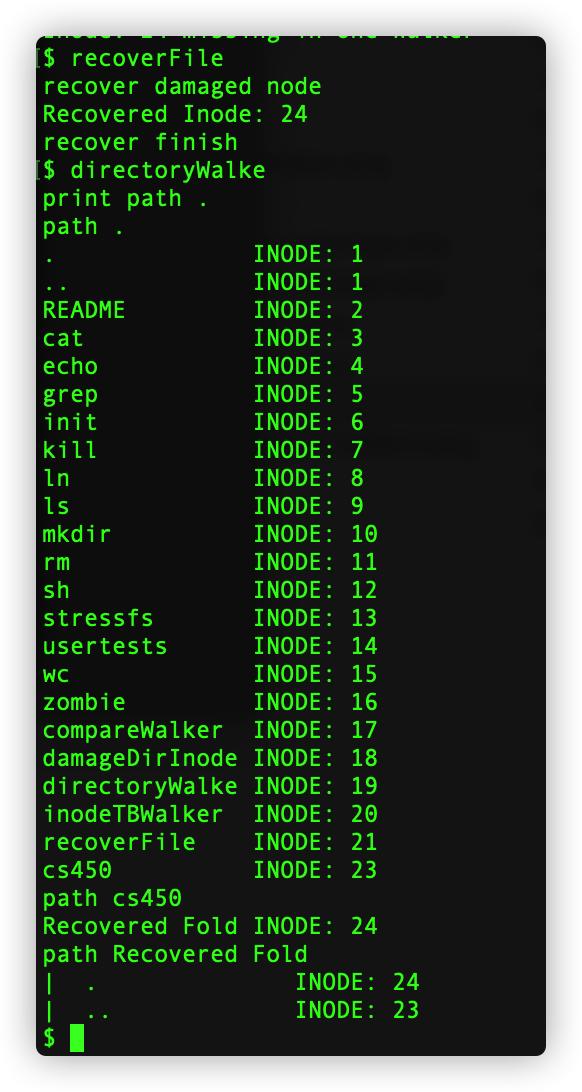 $ recoverFile
recover damaged node
Recovered Inode: 24
recover finish
$ directoryWalke
print path .
path .
. INODE: 1
.. INODE: 1
README INODE: 2
cat INODE: 3
echo INODE: 4
grep INODE: 5
init INODE: 6
kill INODE: 7
ln INODE: 8
ls INODE: 9
mkdir INODE: 10
rm INODE: 11
sh INODE: 12
stressfs INODE: 13
usertests INODE: 14
wc INODE: 15
zombie INODE: 16
compareWalker INODE: 17
damageDirInode INODE: 18
directoryWalke INODE: 19
inodeTBWalker INODE: 20
recoverFile INODE: 21
cs450 INODE: 23
path cs450
Recovered Fold INODE: 24
path Recovered Fold
| . INODE: 24
| .. INODE: 23
$